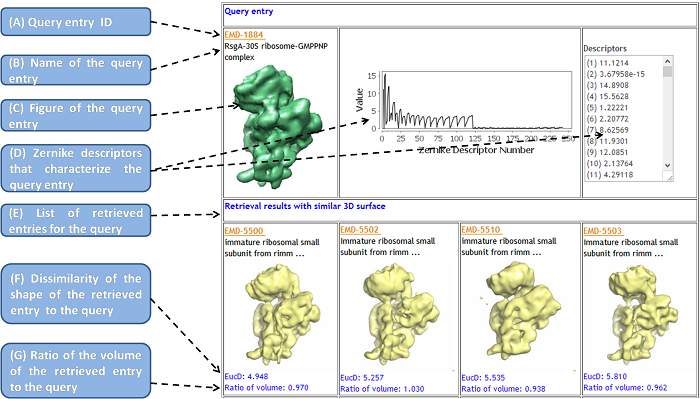 (A) Query entry ID
(B) Name of the query
entry
(C) Figure of the query
entry
(D) Zernike descriptors
that characterize the
query entry
(E) List of retrieved
entries for the query
(F) Dissimilarity of the
shape of the retrieved
entry to the query
(G) Ratio of the volume
of the retrieved entry
to the query
Query entry
EMD-1884
RsgA-30S ribosome-GMPPNP
complex
Value
15
10
5
0
0 25 50 75 100 125 150 175 200 225 250
Zernike Descriptor Number
Descriptors
(1) 11.1214
(2) 3.67958e-15
(3) 14.8908
(4) 15.5628
(5) 1.22221
(6) 2.20772
(7) 8.62569
(8) 11.9301
(9) 12.0851
(10) 2.13764
(11) 4.29118
Retrieval results with similar 3D surface
EMD-5500
immature ribosomal small
subunit from rimm ...
EucD: 4.948
Ratio of volume: 0.970
EMD-5502
Immature ribosomal small
subunit from rimm ...
EucD: 5.257
Ratio of volume: 1.030
EMD-5510
immature ribosomal small
subunit from rimm ...
EucD: 5.535
Ratio of volume: 0.938
EMD-5503
Immature ribosomal small
subunit from rimm ...
EucD: 5.810
Ratio of volume: 0.962